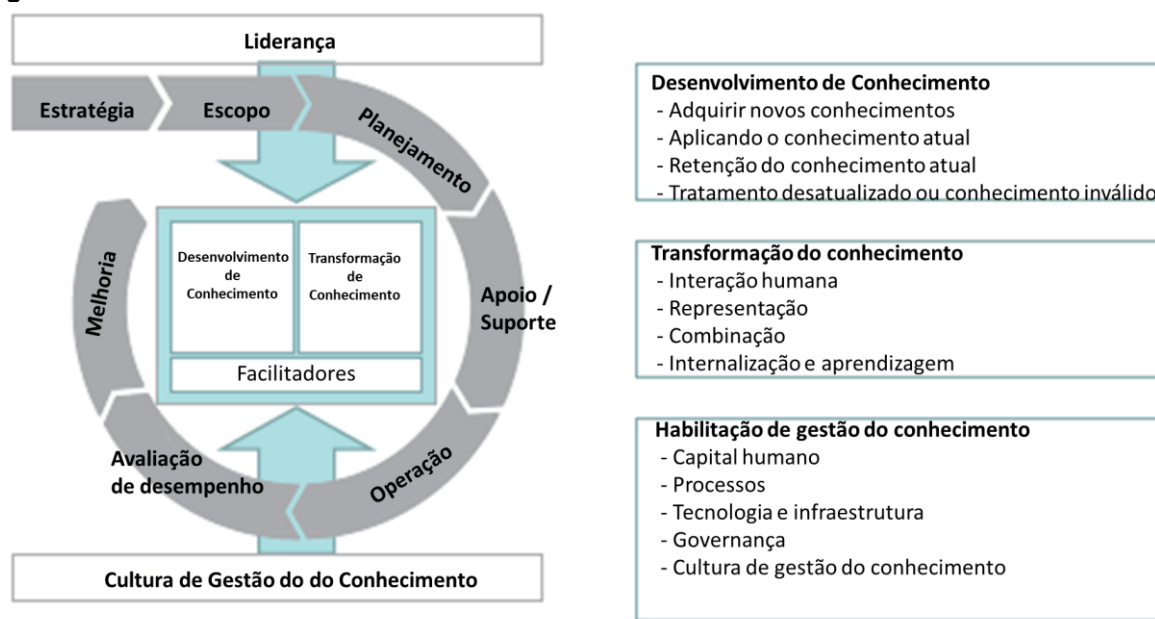 Liderança
Estratégia
Escopo
Planejamento
Apoio /
Suporte
Operação
Avaliação
de desempenho
Melhoria
Desenvolvimento
de
Conhecimento
Transformação
de
Conhecimento
Facilitadores
Cultura de Gestão do do Conhecimento
Desenvolvimento de Conhecimento
- Adquirir novos conhecimentos
- Aplicando o conhecimento atual
- Retenção do conhecimento atual
- Tratamento desatualizado ou conhecimento inválido
Transformação do conhecimento
- Interação humana
- Representação
- Combinação
- Internalização e aprendizagem
Habilitação de gestão do conhecimento
- Capital humano
- Processos
- Tecnologia e infraestrutura
- Governança
- Cultura de gestão do conhecimento